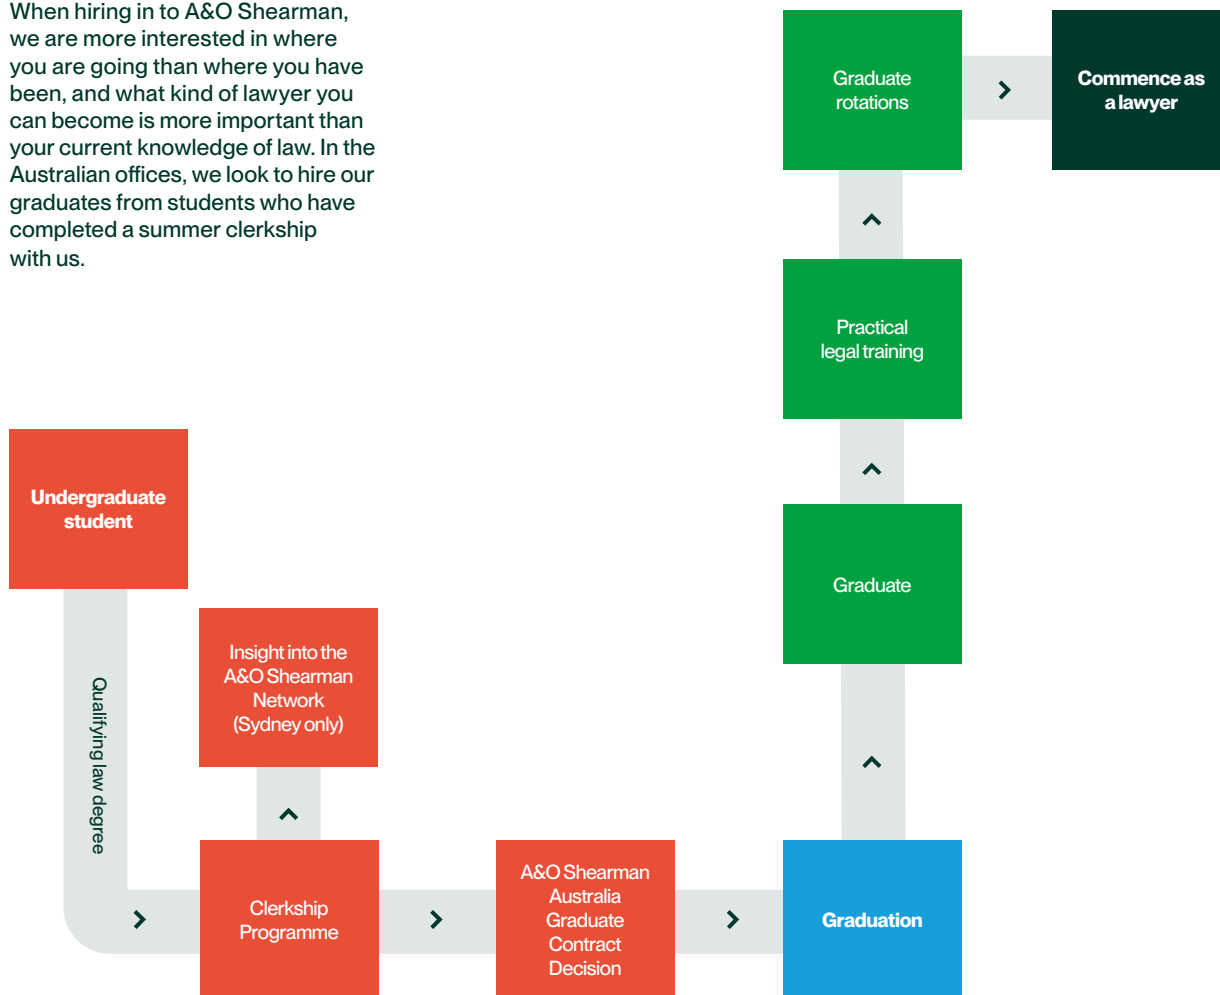 When hiring in to A&O Shearman,
we are more interested in where
you are going than where you have
been, and what kind of lawyer you
can become is more important than
your current knowledge of law. In the
Australian offices, we look to hire our
graduates from students who have
completed a summer clerkship
with us.
Graduate
rotations
Commence as
a lawyer
Practical
legal training
Undergraduate
student
Graduate
Insight into the
A&O Shearman
Network
(Sydney only)
Qualifying law degree
Clerkship
Programme
A&O Shearman
Australia
Graduate
Contract
Decision
Graduation